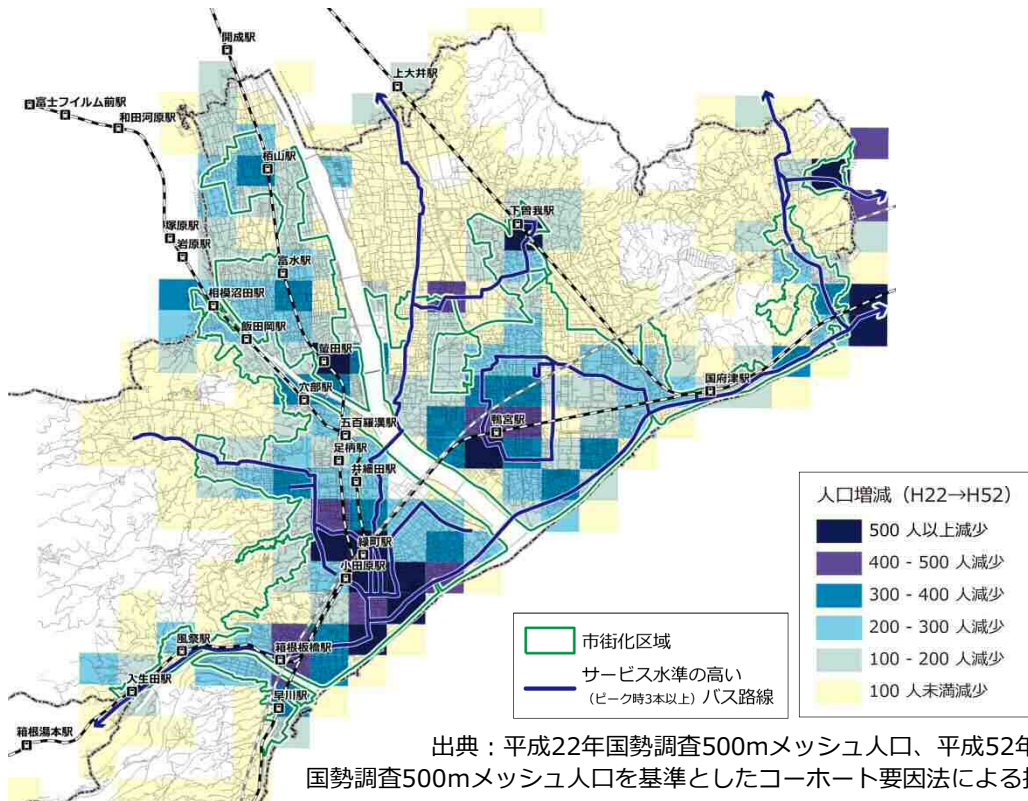 開成駅
上大井駅
富士フイルム前駅
和田河原駅
栢山駅
下曽我駅
塚原駅
岩原駅
富水駅
相模沼田駅
飯田岡駅
螢田駅
国府津駅
穴部駅
五百羅漢駅
鴨宮駅
足柄駅
井細田駅
緑町駅
小田原駅
風祭駅
箱根板橋駅
入生田駅
早川駅
箱根湯本駅
人口増減（H22→H52）
500 人以上減少
400 - 500 人減少
300 - 400 人減少
200 - 300 人減少
100 - 200 人減少
100 人未満減少
市街化区域
サービス水準の高い
（ピーク時3本以上）バス路線
出典：平成22年国勢調査500mメッシュ人口、平成52年
国勢調査500mメッシュ人口を基準としたコーホート要因法による